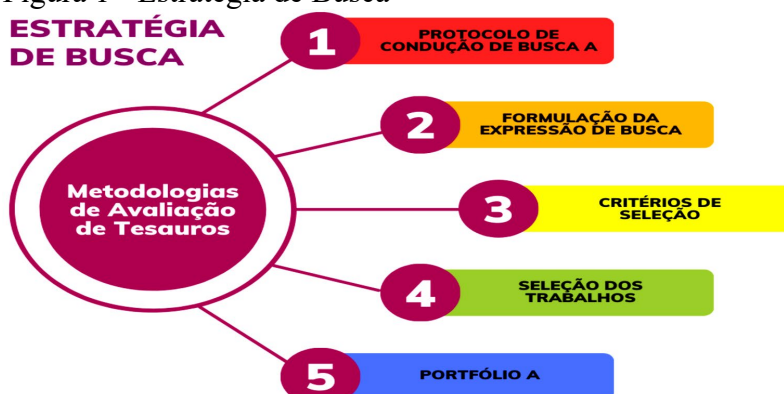 Figura 1 - Estratégia de Busca
ESTRATÉGIA
DE BUSCA
1
PROTOCOLO DE
CONDUÇÃO DE BUSCA A
2
FORMULAÇÃO DA
EXPRESSÃO DE BUSCA
Metodologias
de Avaliação
de Tesauros
3
CRITÉRIOS DE
SELEÇÃO
4
SELEÇÃO DOS
TRABALHOS
5
PORTFÓLIO A